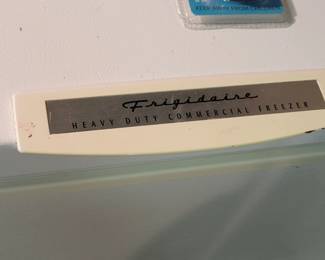 Frigidaire
HEAVY DUTY COMMERCIAL FREEZER